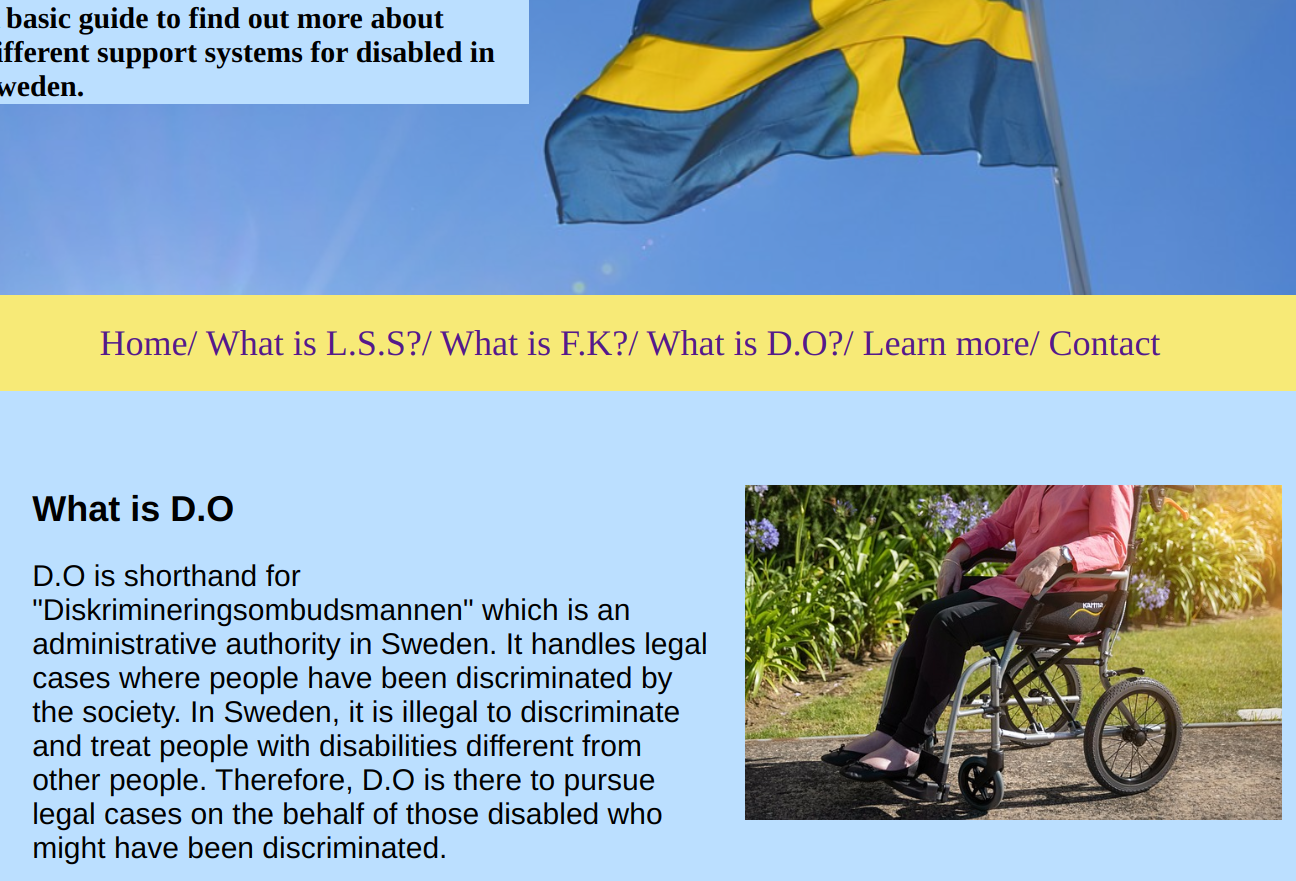 basic guide to find out more about
ifferent support systems for disabled in
weden.
Home/ What is L.S.S?/ What is F.K?/ What is D.O?/ Learn more/ Contact
What is D.O
D.O is shorthand for
"Diskrimineringsombudsmannen" which is an
administrative authority in Sweden. It handles legal
cases where people have been discriminated by
the society. In Sweden, it is illegal to discriminate
and treat people with disabilities different from
other people. Therefore, D.O is there to pursue
legal cases on the behalf of those disabled who
might have been discriminated.
karma